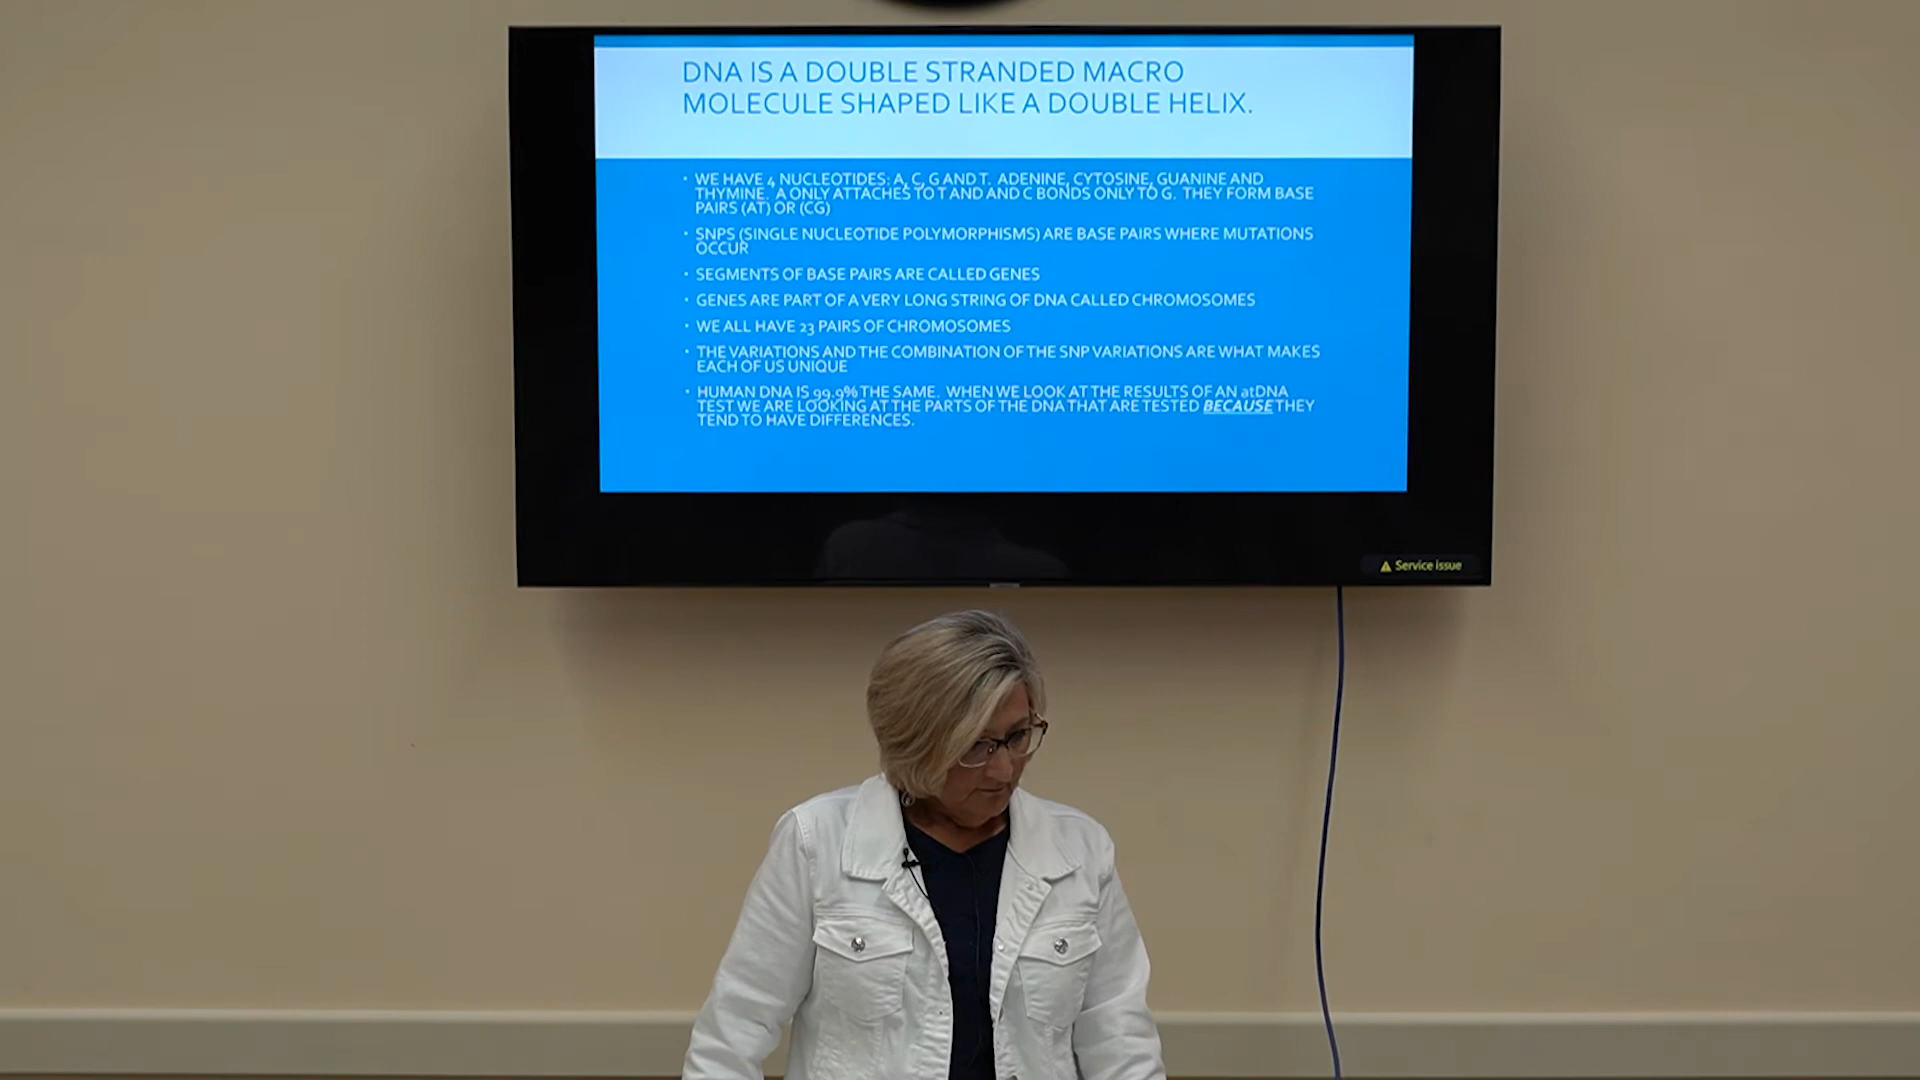 DNA IS A DOUBLE STRANDED MACRO
MOLECULE SHAPED LIKE A DOUBLE HELIX.
• WE HAVE 4 NUCLEOTIDES: A, C, G AND T. ADENINE, CYTOSINE, GUANINE AND
THYMINE. A ONLY ATTACHES TO T AND AND C BONDS ONLY TO G. THEY FORM BASE
PAIRS (AT) OR (CG)
• SNPS (SINGLE NUCLEOTIDE POLYMORPHISMS) ARE BASE PAIRS WHERE MUTATIONS
OCCUR
• SEGMENTS OF BASE PAIRS ARE CALLED GENES
• GENES ARE PART OF A VERY LONG STRING OF DNA CALLED CHROMOSOMES
• WE ALL HAVE 23 PAIRS OF CHROMOSOMES
• THE VARIATIONS AND THE COMBINATION OF THE SNP VARIATIONS ARE WHAT MAKES
EACH OF US UNIQUE
• HUMAN DNA IS 99.9% THE SAME. WHEN WE LOOK AT THE RESULTS OF AN atDNA
TEST WE ARE LOOKING AT THE PARTS OF THE DNA THAT ARE TESTED BECAUSE THEY
TEND TO HAVE DIFFERENCES.
Service issue